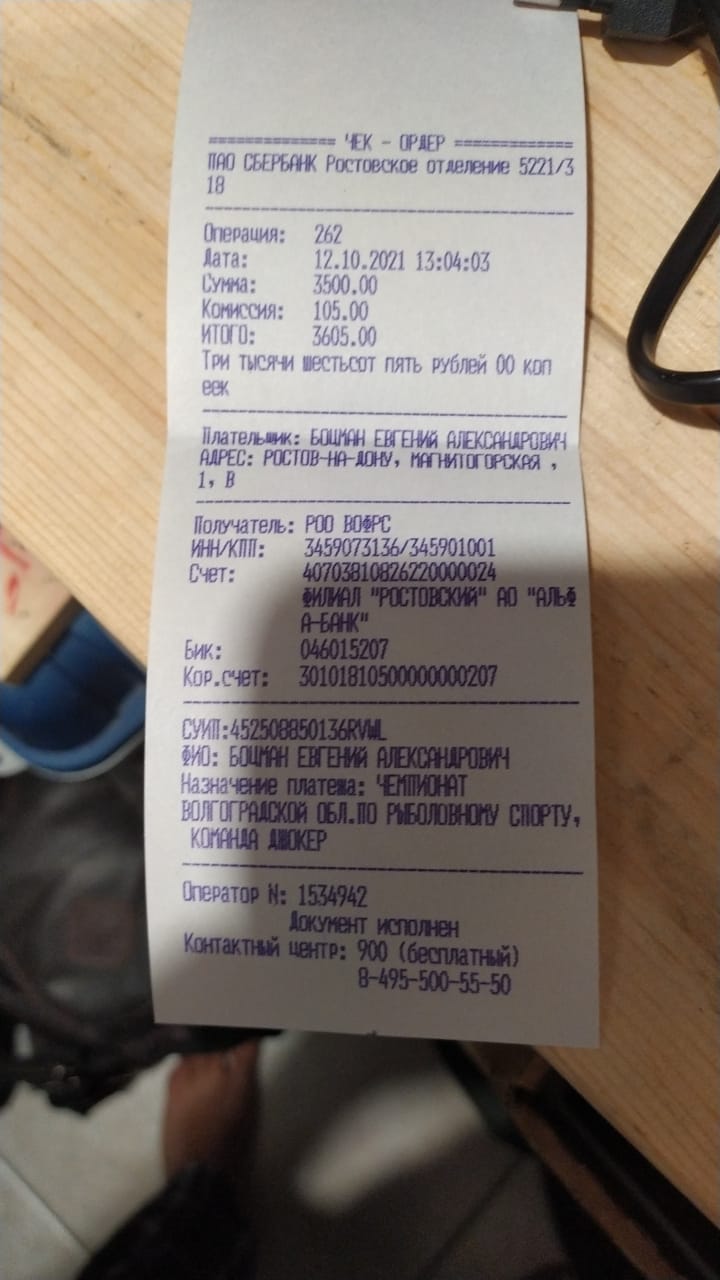 ============== ЧЕК - ОРДЕР =============
ПАО СБЕРБАНК Ростовское отделение 5221/3
18
Операция: 262
Дата: 12.10.2021 13:04:03
Сумма: 3500.00
Комиссия: 105.00
ИТОГО: 3605.00
Три тысячи шестьсот пять рублей 00 коп
еек
Плательщик: БОЦМАН ЕВГЕНИЙ АЛЕКСАНДРОВИЧ
АДРЕС: РОСТОВ-НА-ДОНУ, МАГНИТОГОРСКАЯ ,
1, В
Получатель: РОО ВОФРС
ИНН/КПП: 3459073136/345901001
Счет: 40703810826220000024
ФИЛИАЛ "РОСТОВСКИЙ" АО "АЛЬФ
А-БАНК"
Бик: 046015207
Кор.счет: 30101810500000000207
СУИП:452508850136RVWL
ФИО: БОЦМАН ЕВГЕНИЙ АЛЕКСАНДРОВИЧ
Назначение платежа: ЧЕМПИОНАТ
ВОЛГОГРАДСКОЙ ОБЛ.ПО РЫБОЛОВНОМУ СПОРТУ,
КОМАНДА ДЖОКЕР
Оператор N: 1534942
Документ исполнен
Контактный центр: 900 (бесплатный)
8-495-500-55-50